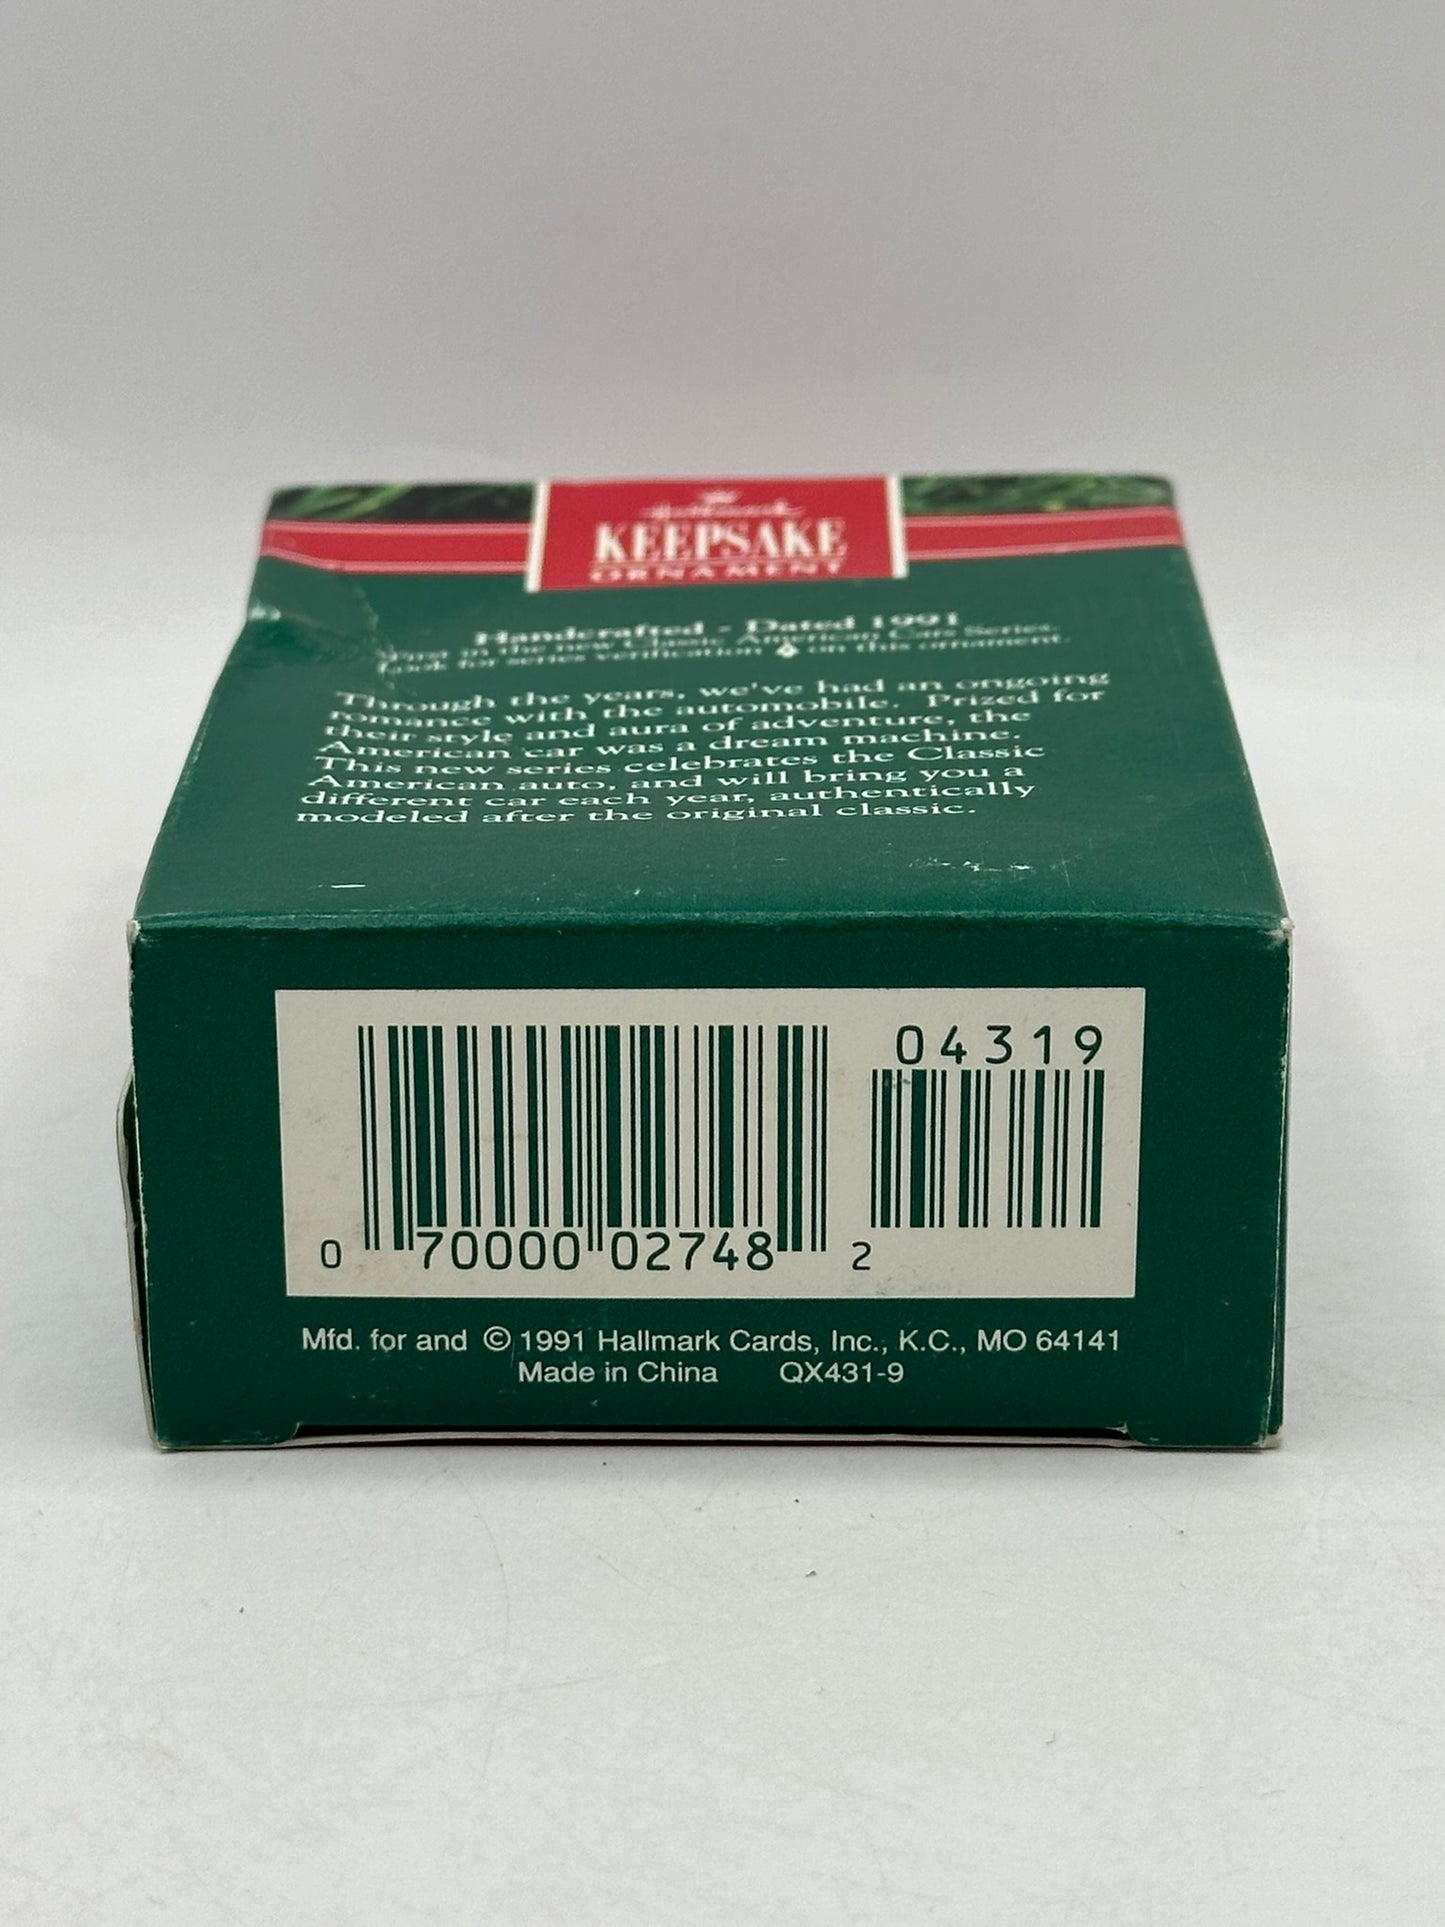 Hallmark
KEEPSAKE
ORNAMENT
Handcrafted - Dated 1991
First in the new Classic American Cars Series.
Look for series verification on this ornament.
Through the years, we've had an ongoing
romance with the automobile. Prized for
their style and aura of adventure, the
American car was a dream machine.
This new series celebrates the Classic
American auto, and will bring you a
different car each year, authentically
modeled after the original classic.
04319
0 70000 02748 2
Mfd. for and © 1991 Hallmark Cards, Inc., K.C., MO 64141
Made in China QX431-9